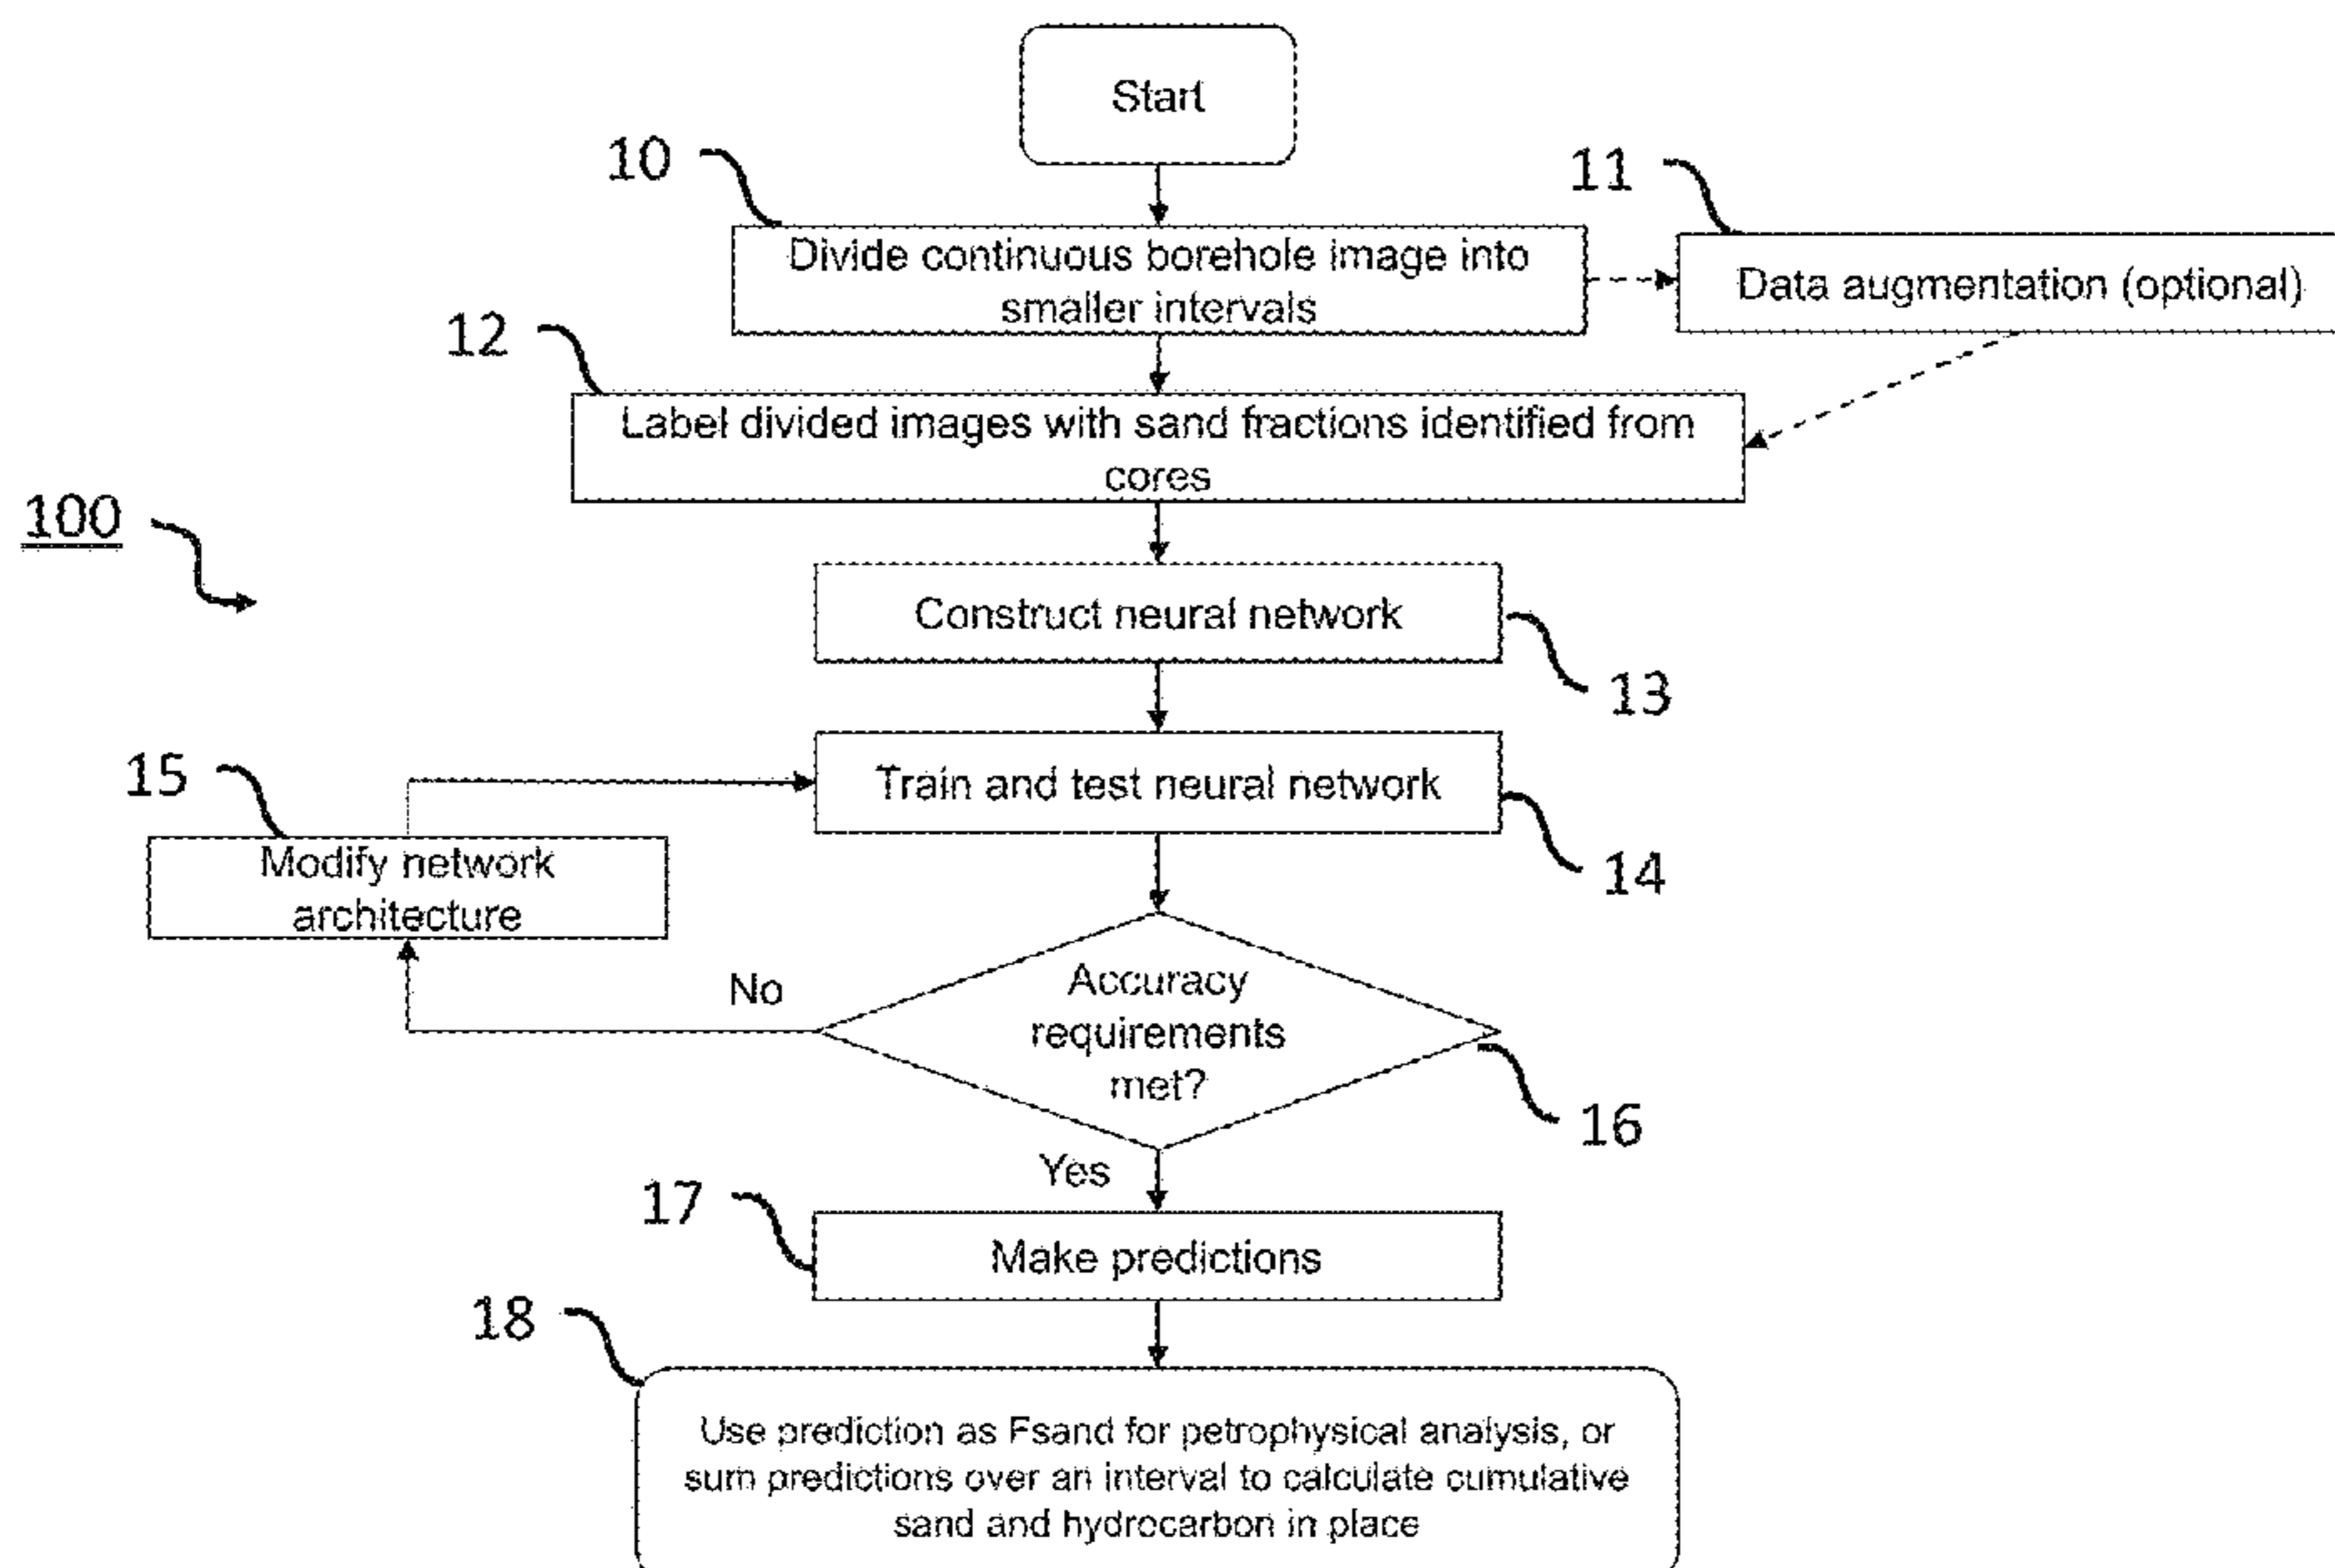 Start
10
11
Divide continuous borehole image into
smaller intervals
Data augmentation (optional)
12
Label divided images with sand fractions identified from
cores
100
Construct neural network
13
Train and test neural network
15
14
Modify network
architecture
No
Accuracy
requirements
met?
16
Yes
17
Make predictions
18
Use prediction as Fsand for petrophysical analysis, or
sum predictions over an interval to calculate cumulative
sand and hydrocarbon in place